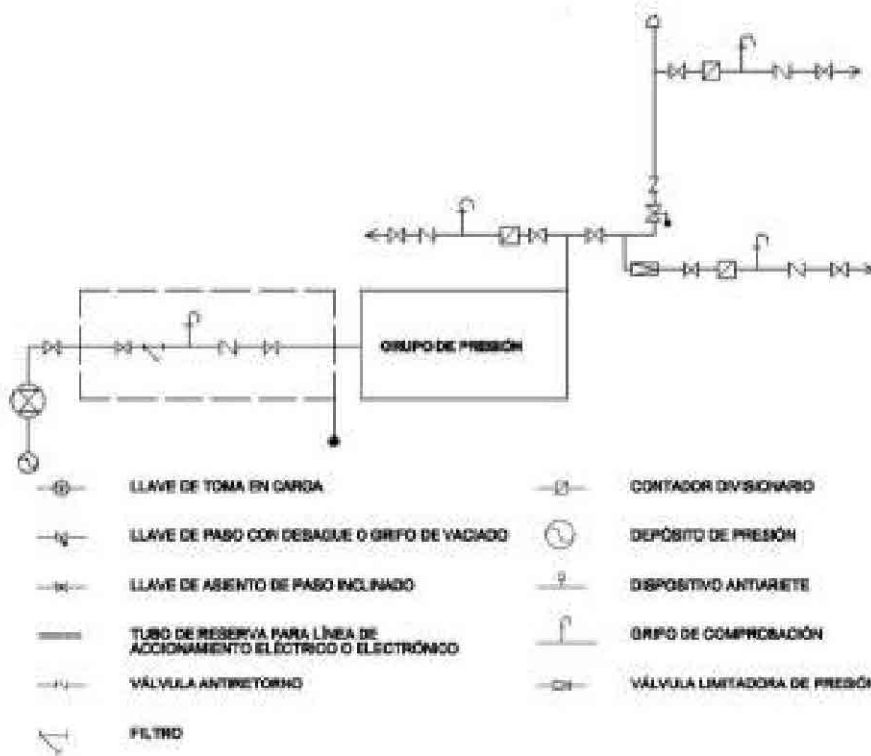 GRUPO DE PRESIÓN
LLAVE DE TOMA EN CARGA
CONTADOR DIVISIONARIO
LLAVE DE PASO CON DESAGUE O GRIFO DE VACIADO
DEPÓSITO DE PRESIÓN
LLAVE DE ASIENTO DE PASO INCLINADO
DISPOSITIVO ANTIARIETE
TUBO DE RESERVA PARA LÍNEA DE
ACCIONAMIENTO ELÉCTRICO O ELECTRÓNICO
GRIFO DE COMPROBACIÓN
VÁLVULA ANTIRETORNO
VÁLVULA LIMITADORA DE PRESIÓN
FILTRO